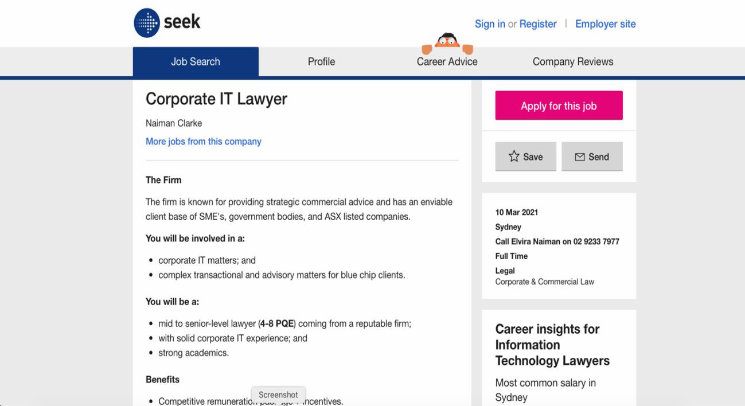 seek
Sign in or Register | Employer site
Job Search
Profile
Career Advice
Company Reviews
Corporate IT Lawyer
Naiman Clarke
More jobs from this company
The Firm
The firm is known for providing strategic commercial advice and has an enviable
client base of SME's, government bodies, and ASX listed companies.
You will be involved in a:
• corporate IT matters; and
• complex transactional and advisory matters for blue chip clients.
You will be a:
• mid to senior-level lawyer (4-8 PQE) coming from a reputable firm;
• with solid corporate IT experience; and
• strong academics.
Benefits
• Competitive remuneration incentives.
Screenshot
Apply for this job
Save
Send
10 Mar 2021
Sydney
Call Elvira Naiman on 02 9233 7977
Full Time
Legal
Corporate & Commercial Law
Career insights for
Information
Technology Lawyers
Most common salary in
Sydney